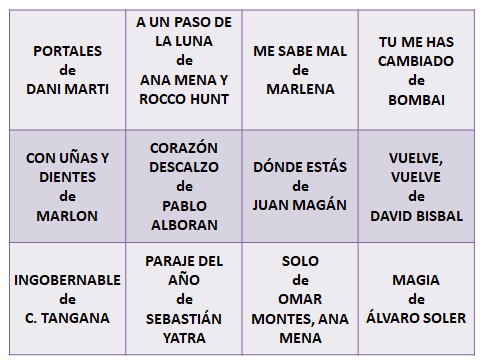 PORTALES
de
DANI MARTI
A UN PASO DE
LA LUNA
de
ANA MENA Y
ROCCO HUNT
ME SABE MAL
de
MARLENA
TU ME HAS
CAMBIADO
de
BOMBAI
CON UÑAS Y
DIENTES
de
MARLON
CORAZÓN
DESCALZO
de
PABLO
ALBORAN
DÓNDE ESTÁS
de
JUAN MAGÁN
VUELVE,
VUELVE
de
DAVID BISBAL
INGOBERNABLE
de
C. TANGANA
PARAJE DEL
AÑO
de
SEBASTIÁN
YATRA
SOLO
de
OMAR
MONTES, ANA
MENA
MAGIA
de
ÁLVARO SOLER